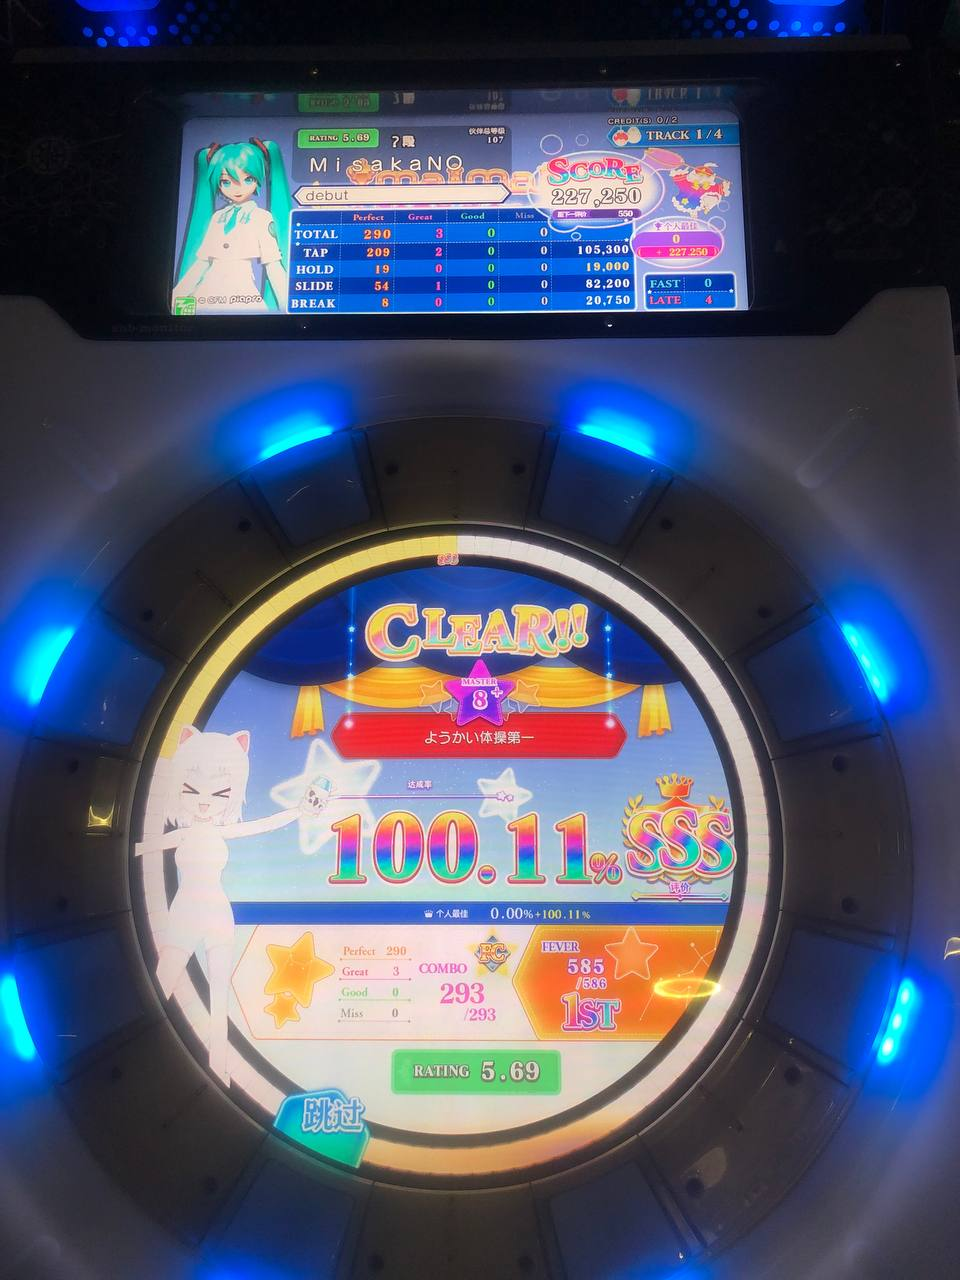 CREDIT(S) 0/2
TRACK 1/4
RATING 5.69
?段
伙伴总等级
107
MisakaNO
maima
debut
SCORE
227,250
550
个人最佳
0
+ 227.250
Perfect Great Good Miss
TOTAL 290 3 0 0
TAP 209 2 0 0 105,300
HOLD 19 0 0 0 19,000
SLIDE 54 1 0 0 82,200
BREAK 8 0 0 0 20,750
FAST 0
LATE 4
© CFM piapro
CLEAR!!
MASTER
8+
ようかい体操第一
达成率
100.11%
SSS
评价
个人最佳 0.00%+100.11%
Perfect 290
Great 3
Good 0
Miss 0
FC
COMBO
293
/293
FEVER
585
/586
1ST
RATING 5.69
跳过